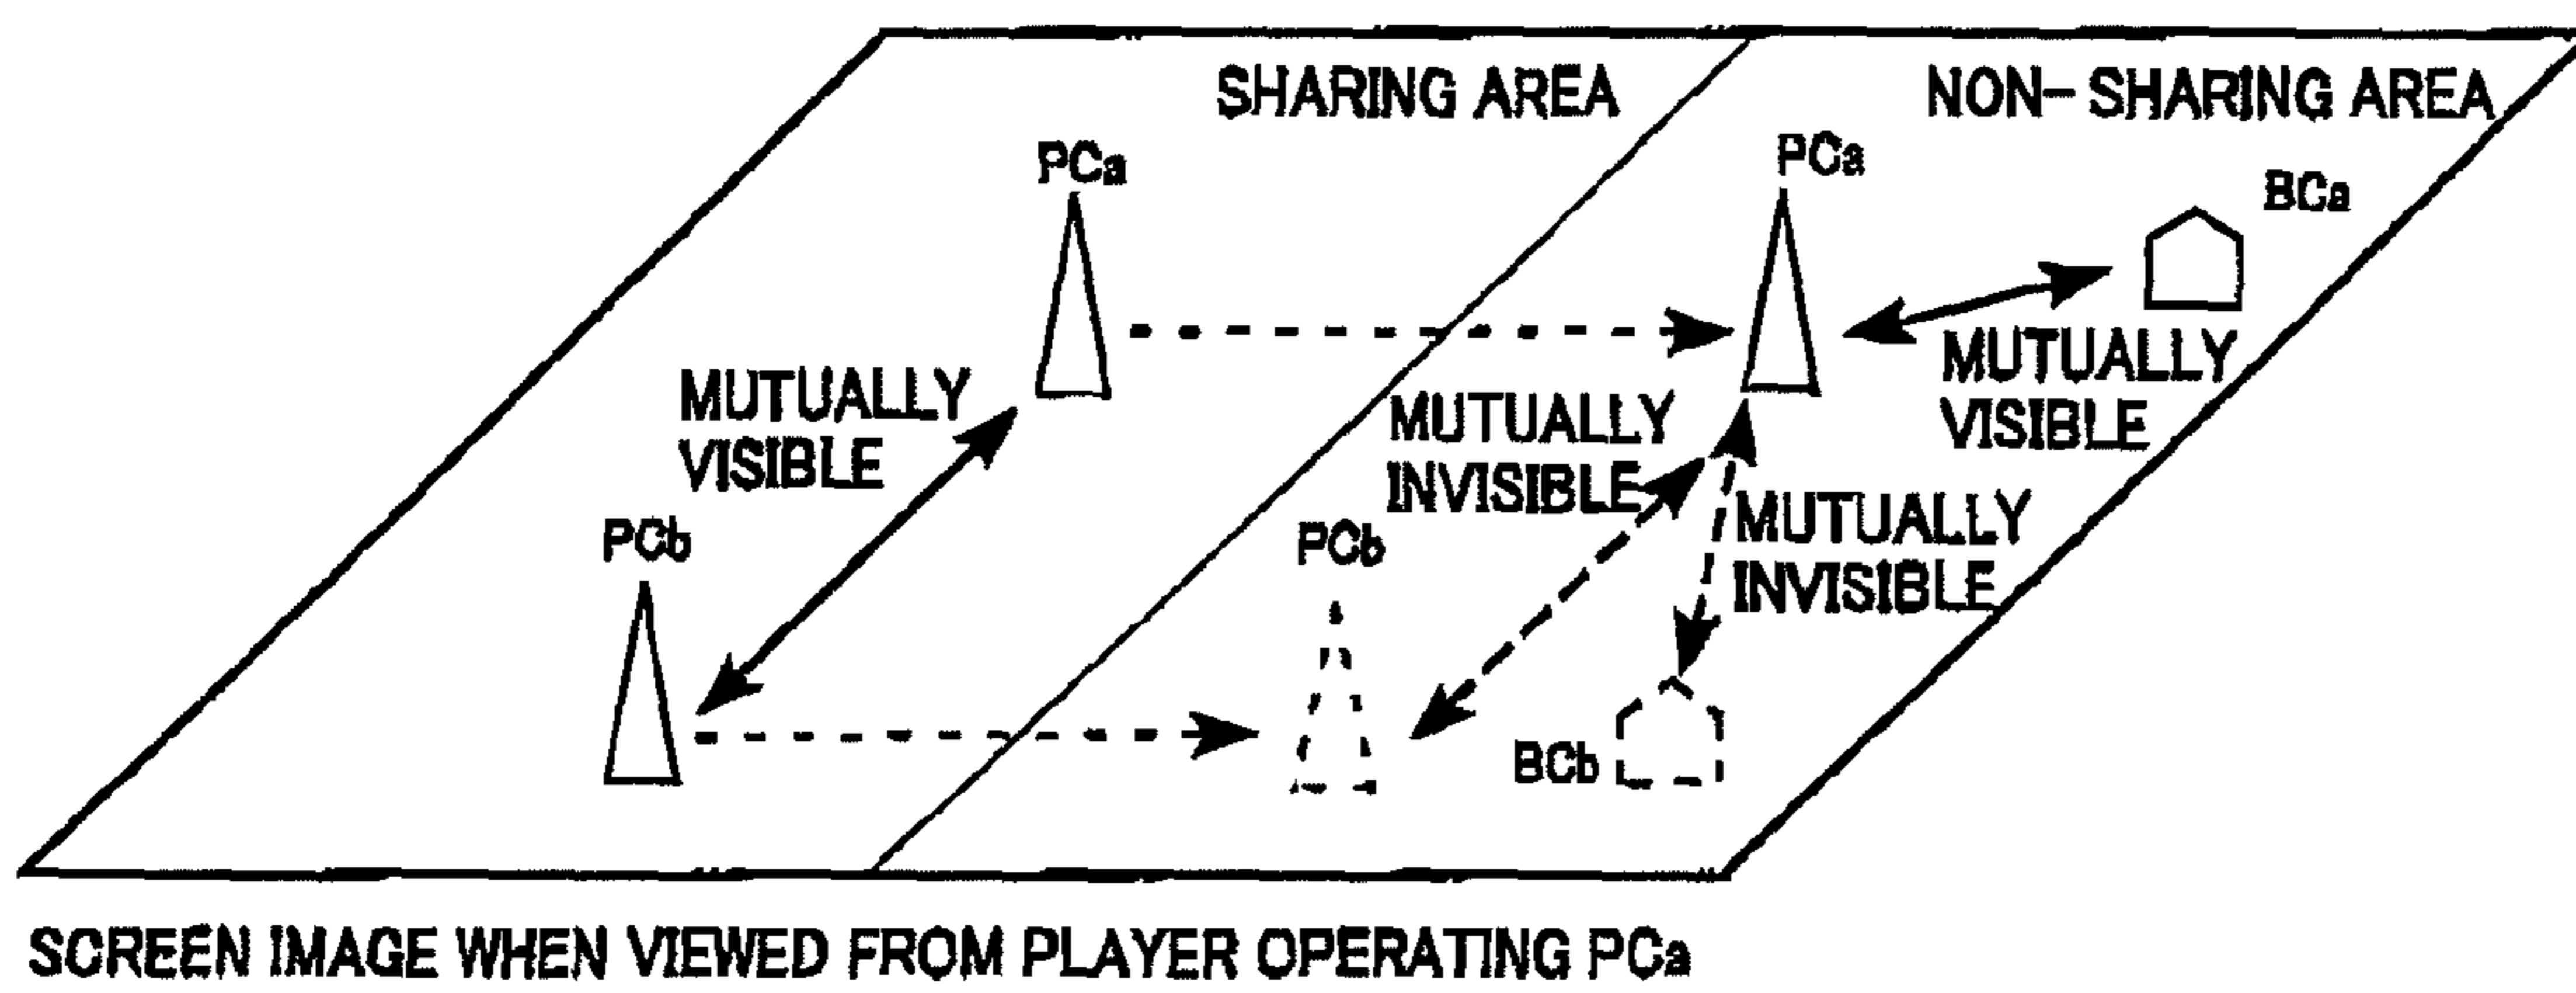 SHARING AREA
NON- SHARING AREA
PCa
PCa
BCa
MUTUALLY
VISIBLE
MUTUALLY
VISIBLE
MUTUALLY
INVISIBLE
MUTUALLY
INVISIBLE
PCb
PCb
BCb
SCREEN IMAGE WHEN VIEWED FROM PLAYER OPERATING PCa